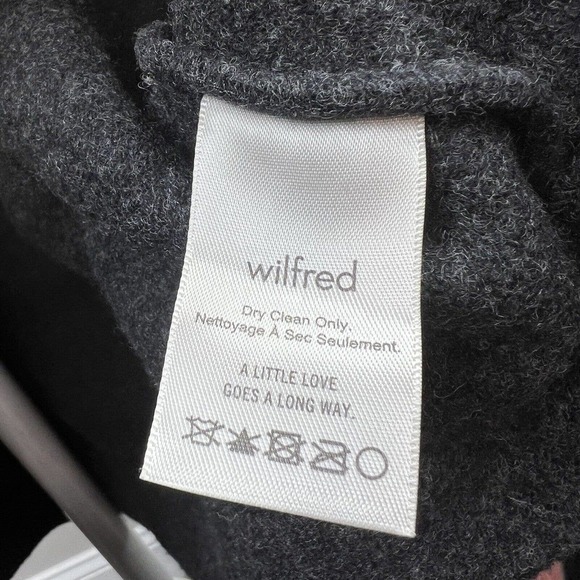 wilfred
Dry Clean Only.
Nettoyage À Sec Seulement.
A LITTLE LOVE
GOES A LONG WAY.